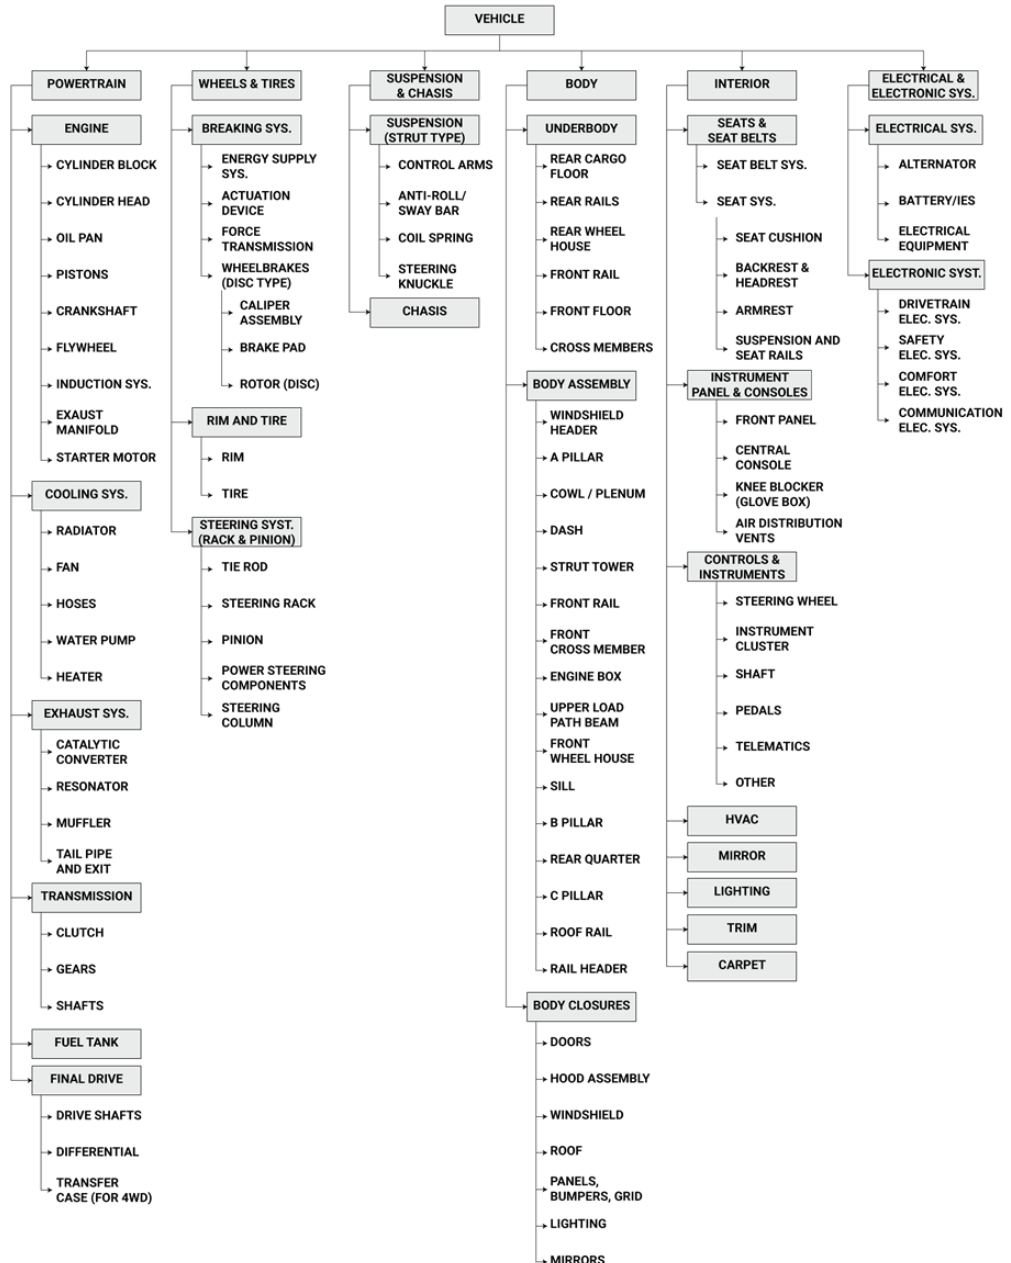 VEHICLE
POWERTRAIN
ENGINE
CYLINDER BLOCK
CYLINDER HEAD
OIL PAN
PISTONS
CRANKSHAFT
FLYWHEEL
INDUCTION SYS.
EXAUST
MANIFOLD
STARTER MOTOR
COOLING SYS.
RADIATOR
FAN
HOSES
WATER PUMP
HEATER
EXHAUST SYS.
CATALYTIC
CONVERTER
RESONATOR
MUFFLER
TAIL PIPE
AND EXIT
TRANSMISSION
CLUTCH
GEARS
SHAFTS
FUEL TANK
FINAL DRIVE
DRIVE SHAFTS
DIFFERENTIAL
TRANSFER
CASE (FOR 4WD)
WHEELS & TIRES
BREAKING SYS.
ENERGY SUPPLY
SYS.
ACTUATION
DEVICE
FORCE
TRANSMISSION
WHEELBRAKES
(DISC TYPE)
CALIPER
ASSEMBLY
BRAKE PAD
ROTOR (DISC)
RIM AND TIRE
RIM
TIRE
STEERING SYST.
(RACK & PINION)
TIE ROD
STEERING RACK
PINION
POWER STEERING
COMPONENTS
STEERING
COLUMN
SUSPENSION
& CHASIS
SUSPENSION
(STRUT TYPE)
CONTROL ARMS
ANTI-ROLL/
SWAY BAR
COIL SPRING
STEERING
KNUCKLE
CHASIS
BODY
UNDERBODY
REAR CARGO
FLOOR
REAR RAILS
REAR WHEEL
HOUSE
FRONT RAIL
FRONT FLOOR
CROSS MEMBERS
BODY ASSEMBLY
WINDSHIELD
HEADER
A PILLAR
COWL / PLENUM
DASH
STRUT TOWER
FRONT RAIL
FRONT
CROSS MEMBER
ENGINE BOX
UPPER LOAD
PATH BEAM
FRONT
WHEEL HOUSE
SILL
B PILLAR
REAR QUARTER
C PILLAR
ROOF RAIL
RAIL HEADER
BODY CLOSURES
DOORS
HOOD ASSEMBLY
WINDSHIELD
ROOF
PANELS,
BUMPERS, GRID
LIGHTING
MIRRORS
INTERIOR
SEATS &
SEAT BELTS
SEAT BELT SYS.
SEAT SYS.
SEAT CUSHION
BACKREST &
HEADREST
ARMREST
SUSPENSION AND
SEAT RAILS
INSTRUMENT
PANEL & CONSOLES
FRONT PANEL
CENTRAL
CONSOLE
KNEE BLOCKER
(GLOVE BOX)
AIR DISTRIBUTION
VENTS
CONTROLS &
INSTRUMENTS
STEERING WHEEL
INSTRUMENT
CLUSTER
SHAFT
PEDALS
TELEMATICS
OTHER
HVAC
MIRROR
LIGHTING
TRIM
CARPET
ELECTRICAL &
ELECTRONIC SYS.
ELECTRICAL SYS.
ALTERNATOR
BATTERY/IES
ELECTRICAL
EQUIPMENT
ELECTRONIC SYST.
DRIVETRAIN
ELEC. SYS.
SAFETY
ELEC. SYS.
COMFORT
ELEC. SYS.
COMMUNICATION
ELEC. SYS.